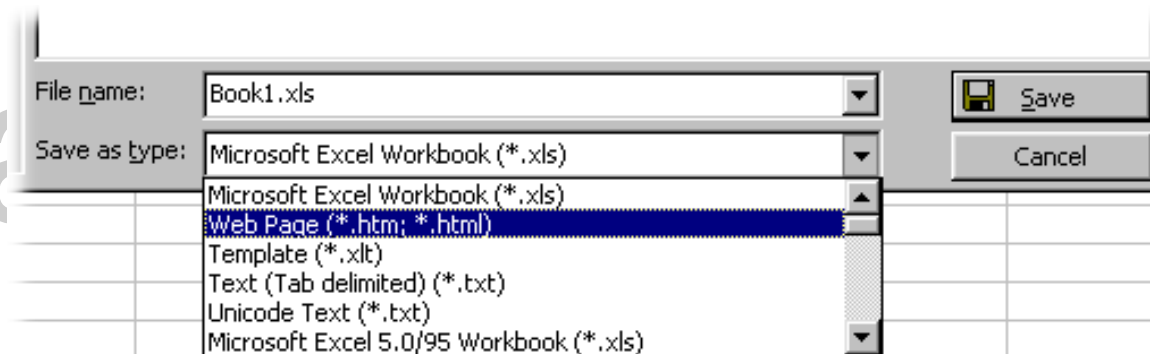 File name:
Book1.xls
Save
Save as type:
Microsoft Excel Workbook (*.xls)
Cancel
Microsoft Excel Workbook (*.xls)
Web Page (*.htm; *.html)
Template (*.xlt)
Text (Tab delimited) (*.txt)
Unicode Text (*.txt)
Microsoft Excel 5.0/95 Workbook (*.xls)